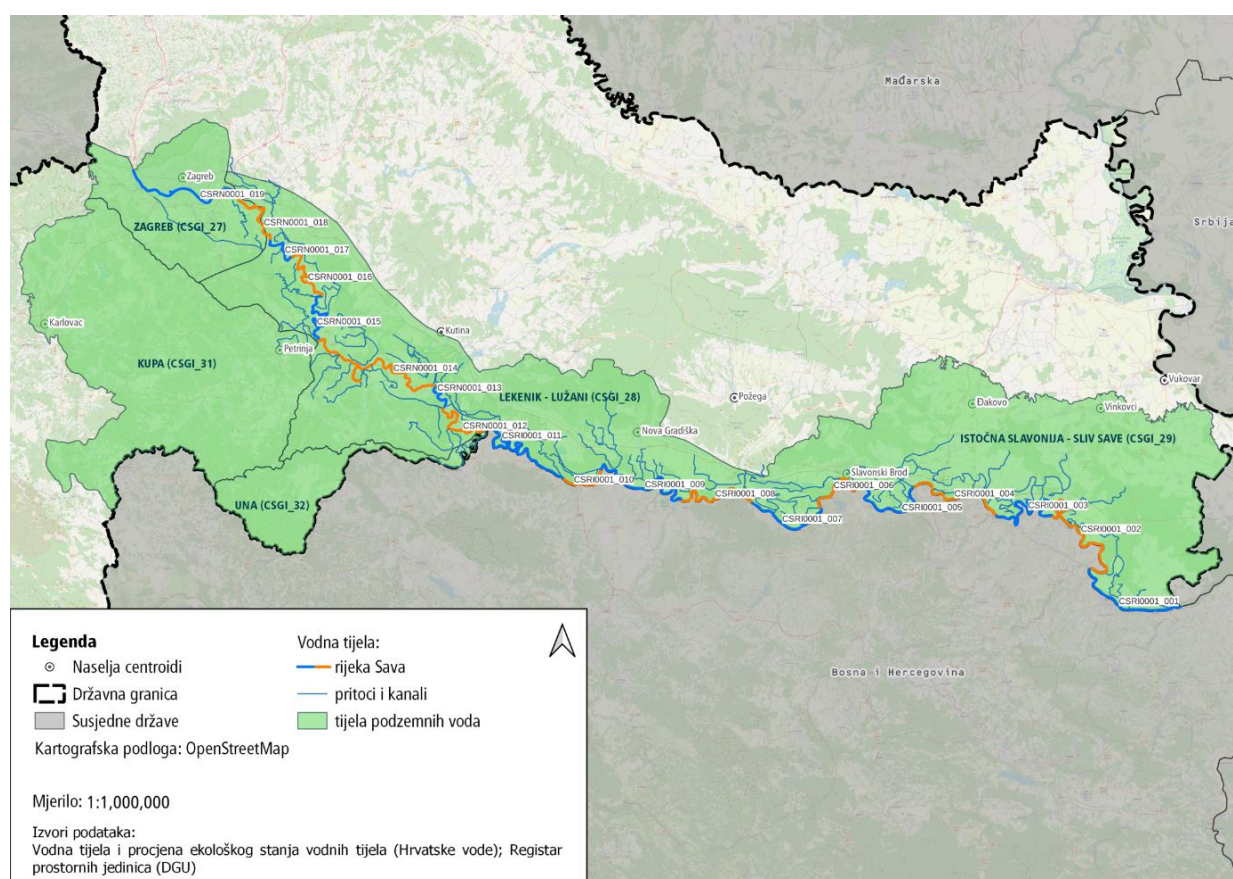 Mađarska
Srbija
Zagreb
CSRN0001_019
CSRN0001_018
ZAGREB (CSGI_27)
CSRN0001_017
CSRN0001_016
CSRN0001_015
Karlovac
Kutina
Petrinja
KUPA (CSGI_31)
CSRN0001_014
CSRN0001_013
LEKENIK - LUŽANI (CSGI_28)
Požega
Vukovar
Đakovo
Vinkovci
CSRN0001_012
CSRI0001_011
Nova Gradiška
ISTOČNA SLAVONIJA - SLIV SAVE (CSGI_29)
Slavonski Brod
CSRI0001_010
CSRI0001_009
CSRI0001_008
CSRI0001_006
CSRI0001_004
UNA (CSGI_32)
CSRI0001_007
CSRI0001_005
CSRI0001_003
CSRI0001_002
CSRI0001_001
Bosna i Hercegovina
Legenda
Naselja centroidi
Državna granica
Susjedne države
Vodna tijela:
rijeka Sava
pritoci i kanali
tijela podzemnih voda
Kartografska podloga: OpenStreetMap
Mjerilo: 1:1,000,000
Izvori podataka:
Vodna tijela i procjena ekološkog stanja vodnih tijela (Hrvatske vode); Registar
prostornih jedinica (DGU)